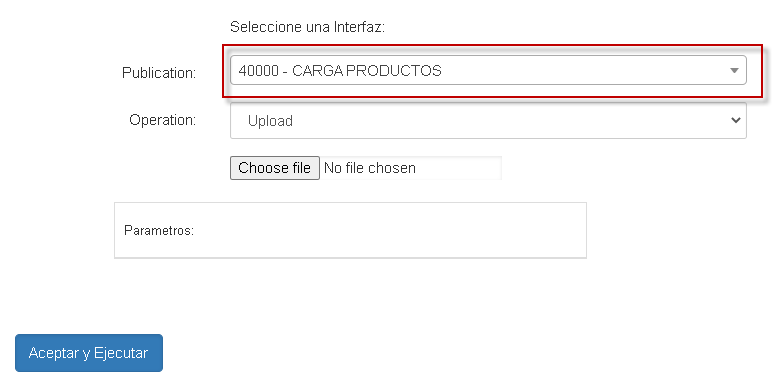 Seleccione una Interfaz:
Publication: 40000 - CARGA PRODUCTOS
Operation: Upload
Choose file No file chosen
Parametros:
Aceptar y Ejecutar